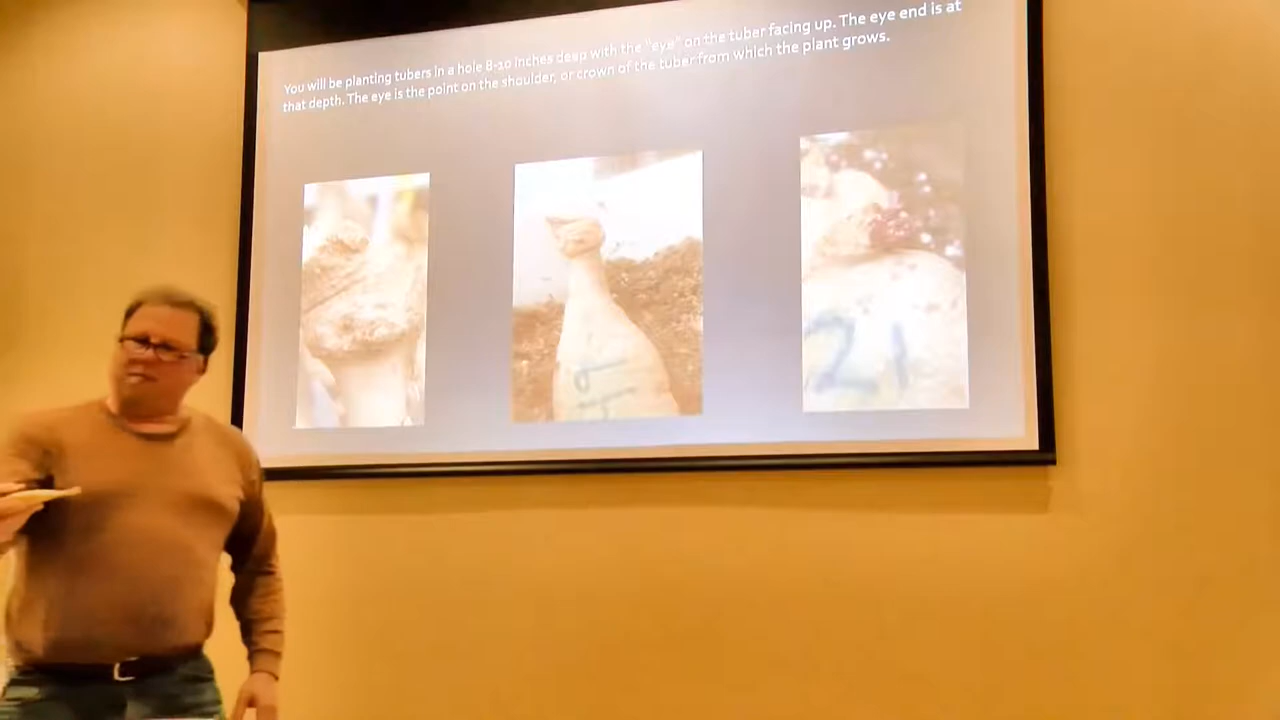 You will be planting tubers in a hole 8-10 inches deep with the "eye" on the tuber facing up. The eye end is at
that depth. The eye is the point on the shoulder, or crown of the tuber from which the plant grows.
21